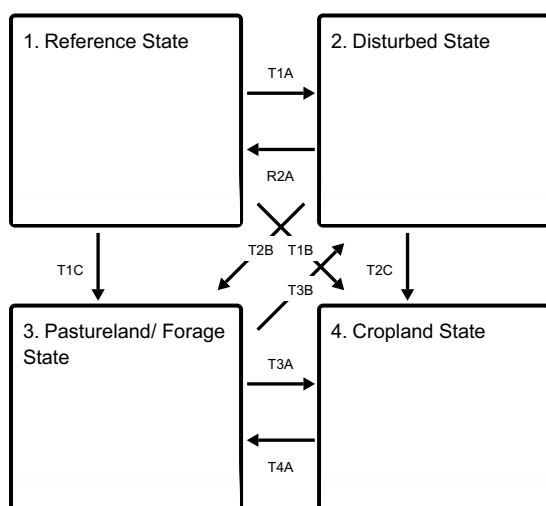 1. Reference State
2. Disturbed State
T1A
R2A
T2B
T1B
T1C
T2C
T3B
3. Pastureland/ Forage
State
4. Cropland State
T3A
T4A